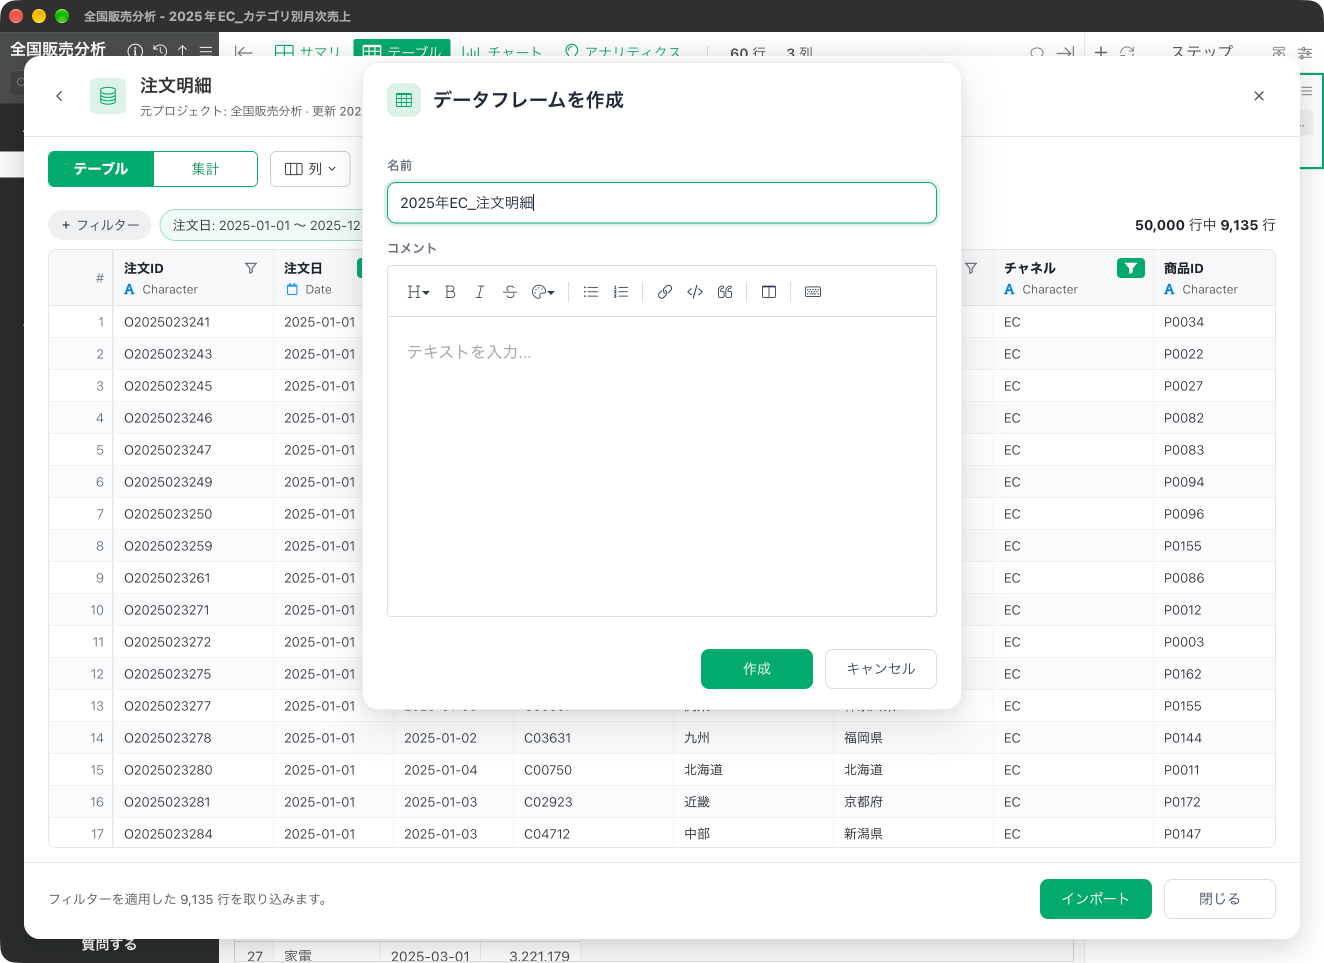 全国販売分析 - 2025年EC_カテゴリ別月次売上
全国販売分析
サマリ
テーブル
チャート
アナリティクス
60 行
3 列
ステップ
注文明細
元プロジェクト: 全国販売分析 · 更新 202
テーブル
集計
列
+ フィルター
注文日: 2025-01-01 〜 2025-12
50,000 行中 9,135 行
データフレームを作成
名前
2025年EC_注文明細
コメント
H
B
I
S
テキストを入力...
作成
キャンセル
# 注文ID 注文日 チャネル 商品ID
A Character Date A Character A Character
1 O2025023241 2025-01-01 EC P0034
2 O2025023243 2025-01-01 EC P0022
3 O2025023245 2025-01-01 EC P0027
4 O2025023246 2025-01-01 EC P0082
5 O2025023247 2025-01-01 EC P0083
6 O2025023249 2025-01-01 EC P0094
7 O2025023250 2025-01-01 EC P0096
8 O2025023259 2025-01-01 EC P0155
9 O2025023261 2025-01-01 EC P0086
10 O2025023271 2025-01-01 EC P0012
11 O2025023272 2025-01-01 EC P0003
12 O2025023275 2025-01-01 EC P0162
13 O2025023277 2025-01-01 EC P0155
14 O2025023278 2025-01-01 2025-01-02 C03631 九州 福岡県 EC P0144
15 O2025023280 2025-01-01 2025-01-04 C00750 北海道 北海道 EC P0011
16 O2025023281 2025-01-01 2025-01-03 C02923 近畿 京都府 EC P0172
17 O2025023284 2025-01-01 2025-01-03 C04712 中部 新潟県 EC P0147
フィルターを適用した 9,135 行を取り込みます。
インポート
閉じる
質問する
27 家電 2025-03-01 3,221,179